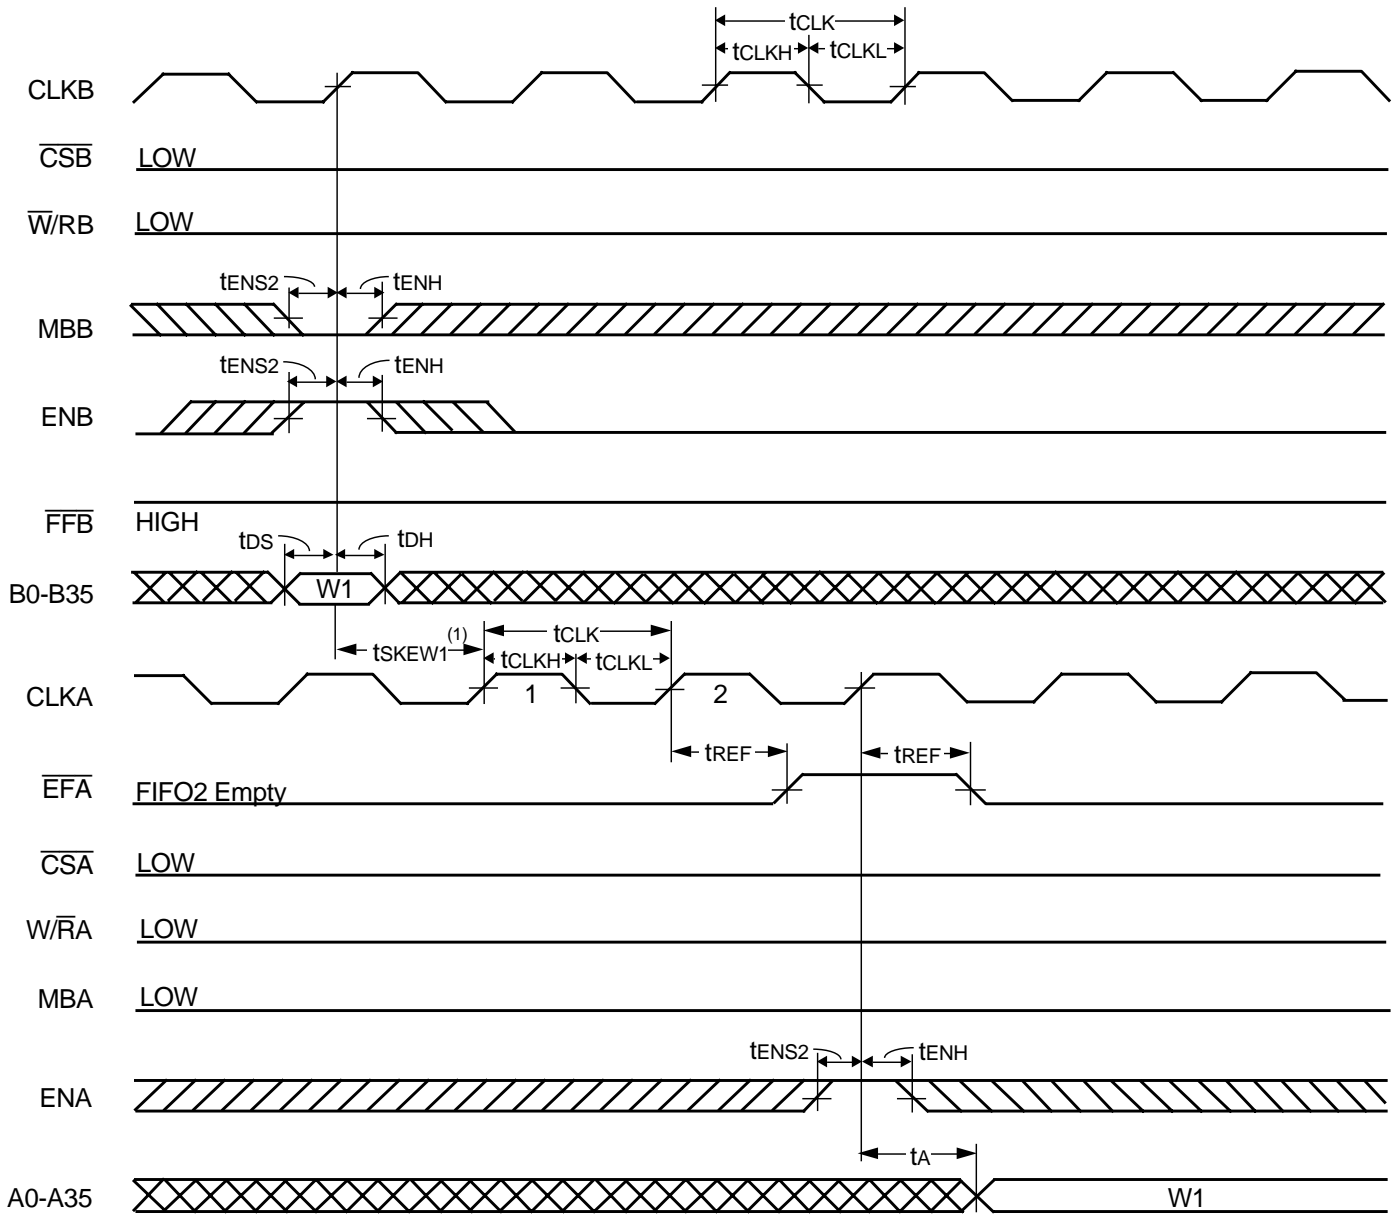 tCLK
tCLKH tCLKL
CLKB
CSB LOW
W/RB LOW
tENS2 tENH
MBB
tENS2 tENH
ENB
FFB HIGH
tDS tDH
B0-B35 W1
tSKEW1(1) tCLK
tCLKH tCLKL
CLKA 1 2
tREF tREF
EFA FIFO2 Empty
CSA LOW
W/RA LOW
MBA LOW
tENS2 tENH
ENA
tA
A0-A35 W1